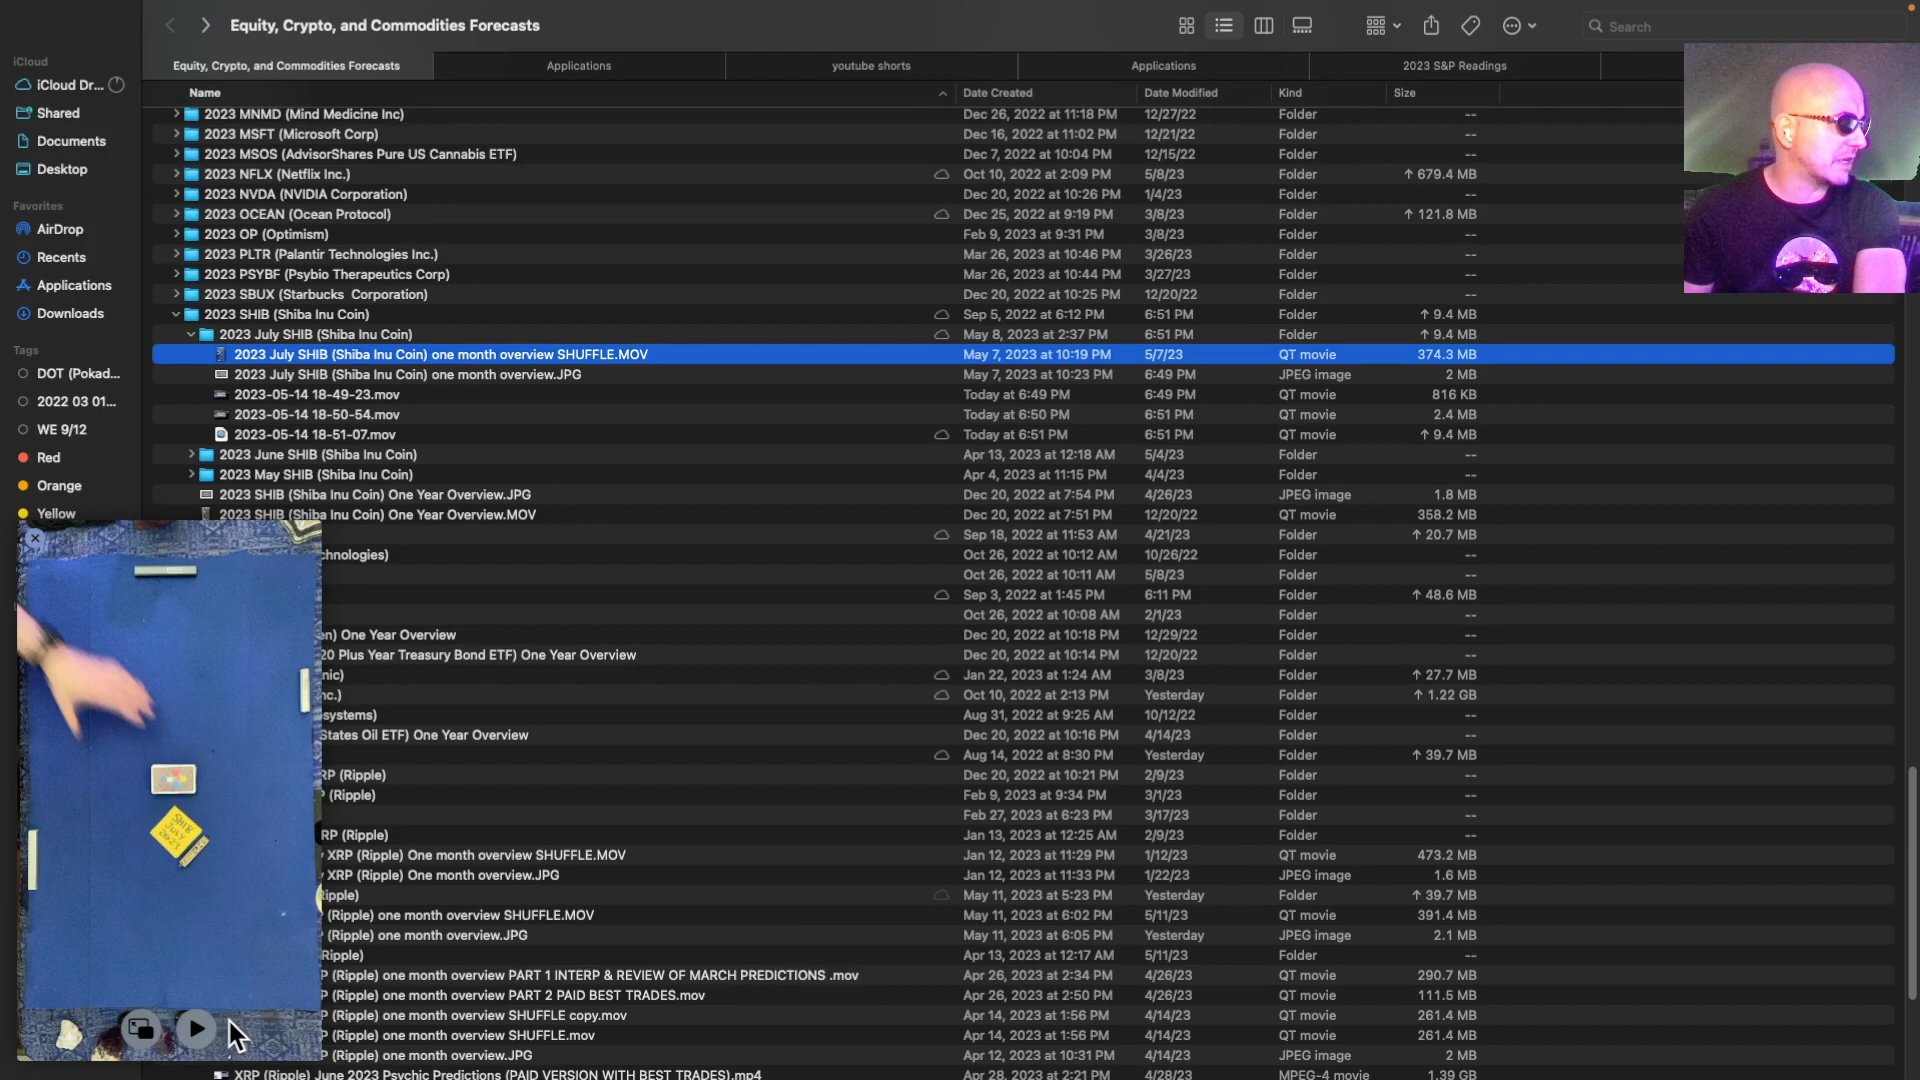 Equity, Crypto, and Commodities Forecasts
Search
Equity, Crypto, and Commodities Forecasts Applications youtube shorts Applications 2023 S&P Readings
Name Date Created Date Modified Kind Size
iCloud
iCloud Dr...
Shared
Documents
Desktop
Favorites
AirDrop
Recents
Applications
Downloads
Tags
DOT (Pokad...
2022 03 01...
WE 9/12
Red
Orange
Yellow
2023 MNMD (Mind Medicine Inc) Dec 26, 2022 at 11:18 PM 12/27/22 Folder --
2023 MSFT (Microsoft Corp) Dec 16, 2022 at 11:02 PM 12/21/22 Folder --
2023 MSOS (AdvisorShares Pure US Cannabis ETF) Dec 7, 2022 at 10:04 PM 12/15/22 Folder --
2023 NFLX (Netflix Inc.) Oct 10, 2022 at 2:09 PM 5/8/23 Folder ↑ 679.4 MB
2023 NVDA (NVIDIA Corporation) Dec 20, 2022 at 10:26 PM 1/4/23 Folder --
2023 OCEAN (Ocean Protocol) Dec 25, 2022 at 9:19 PM 3/8/23 Folder ↑ 121.8 MB
2023 OP (Optimism) Feb 9, 2023 at 9:31 PM 3/8/23 Folder --
2023 PLTR (Palantir Technologies Inc.) Mar 26, 2023 at 10:46 PM 3/26/23 Folder --
2023 PSYBF (Psybio Therapeutics Corp) Mar 26, 2023 at 10:44 PM 3/27/23 Folder --
2023 SBUX (Starbucks Corporation) Dec 20, 2022 at 10:25 PM 12/20/22 Folder --
2023 SHIB (Shiba Inu Coin) Sep 5, 2022 at 6:12 PM 6:51 PM Folder ↑ 9.4 MB
2023 July SHIB (Shiba Inu Coin) May 8, 2023 at 2:37 PM 6:51 PM Folder ↑ 9.4 MB
2023 July SHIB (Shiba Inu Coin) one month overview SHUFFLE.MOV May 7, 2023 at 10:19 PM 5/7/23 QT movie 374.3 MB
2023 July SHIB (Shiba Inu Coin) one month overview.JPG May 7, 2023 at 10:23 PM 6:49 PM JPEG image 2 MB
2023-05-14 18-49-23.mov Today at 6:49 PM 6:49 PM QT movie 816 KB
2023-05-14 18-50-54.mov Today at 6:50 PM 6:51 PM QT movie 2.4 MB
2023-05-14 18-51-07.mov Today at 6:51 PM 6:51 PM QT movie ↑ 9.4 MB
2023 June SHIB (Shiba Inu Coin) Apr 13, 2023 at 12:18 AM 5/4/23 Folder --
2023 May SHIB (Shiba Inu Coin) Apr 4, 2023 at 11:15 PM 4/4/23 Folder --
2023 SHIB (Shiba Inu Coin) One Year Overview.JPG Dec 20, 2022 at 7:54 PM 4/26/23 JPEG image 1.8 MB
2023 SHIB (Shiba Inu Coin) One Year Overview.MOV Dec 20, 2022 at 7:51 PM 12/20/22 QT movie 358.2 MB
Sep 18, 2022 at 11:53 AM 4/21/23 Folder ↑ 20.7 MB
chnologies) Oct 26, 2022 at 10:12 AM 10/26/22 Folder --
Oct 26, 2022 at 10:11 AM 5/8/23 Folder --
Sep 3, 2022 at 1:45 PM 6:11 PM Folder ↑ 48.6 MB
Oct 26, 2022 at 10:08 AM 2/1/23 Folder --
en) One Year Overview Dec 20, 2022 at 10:18 PM 12/29/22 Folder --
20 Plus Year Treasury Bond ETF) One Year Overview Dec 20, 2022 at 10:14 PM 12/20/22 Folder --
nic) Jan 22, 2023 at 1:24 AM 3/8/23 Folder ↑ 27.7 MB
nc.) Oct 10, 2022 at 2:13 PM Yesterday Folder ↑ 1.22 GB
systems) Aug 31, 2022 at 9:25 AM 10/12/22 Folder --
States Oil ETF) One Year Overview Dec 20, 2022 at 10:16 PM 4/14/23 Folder --
Aug 14, 2022 at 8:30 PM Yesterday Folder ↑ 39.7 MB
RP (Ripple) Dec 20, 2022 at 10:21 PM 2/9/23 Folder --
P (Ripple) Feb 9, 2023 at 9:34 PM 3/1/23 Folder --
Feb 27, 2023 at 6:23 PM 3/17/23 Folder --
RP (Ripple) Jan 13, 2023 at 12:25 AM 2/9/23 Folder --
XRP (Ripple) One month overview SHUFFLE.MOV Jan 12, 2023 at 11:29 PM 1/12/23 QT movie 473.2 MB
XRP (Ripple) One month overview.JPG Jan 12, 2023 at 11:33 PM 1/22/23 JPEG image 1.6 MB
Ripple) May 11, 2023 at 5:23 PM Yesterday Folder ↑ 39.7 MB
(Ripple) one month overview SHUFFLE.MOV May 11, 2023 at 6:02 PM 5/11/23 QT movie 391.4 MB
(Ripple) one month overview.JPG May 11, 2023 at 6:05 PM Yesterday JPEG image 2.1 MB
(Ripple) Apr 13, 2023 at 12:17 AM 5/11/23 Folder --
P (Ripple) one month overview PART 1 INTERP & REVIEW OF MARCH PREDICTIONS .mov Apr 26, 2023 at 2:34 PM 4/26/23 QT movie 290.7 MB
P (Ripple) one month overview PART 2 PAID BEST TRADES.mov Apr 26, 2023 at 2:50 PM 4/26/23 QT movie 111.5 MB
P (Ripple) one month overview SHUFFLE copy.mov Apr 14, 2023 at 1:56 PM 4/14/23 QT movie 261.4 MB
P (Ripple) one month overview SHUFFLE.mov Apr 14, 2023 at 1:56 PM 4/14/23 QT movie 261.4 MB
P (Ripple) one month overview.JPG Apr 12, 2023 at 10:31 PM 4/14/23 JPEG image 2 MB
XRP (Ripple) June 2023 Psychic Predictions (PAID VERSION WITH BEST TRADES).mp4 Apr 28, 2023 at 2:21 PM 4/28/23 MPEG-4 movie 1.39 GB
SHIB
JULY
2023